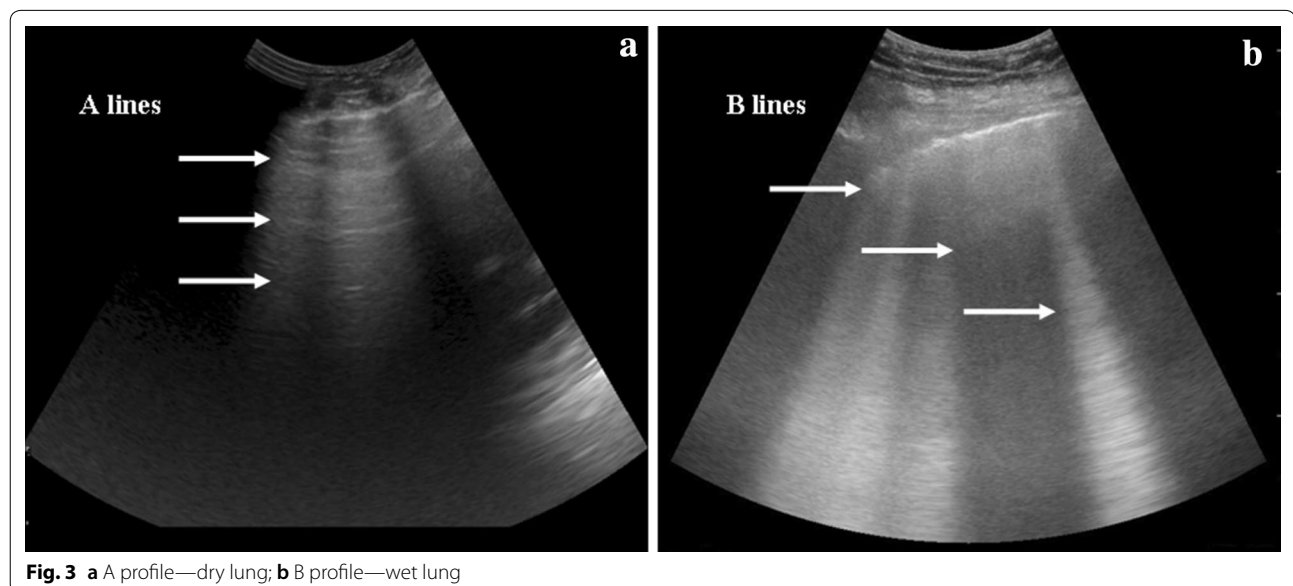 a
A lines
b
B lines
Fig. 3 a A profile—dry lung; b B profile—wet lung